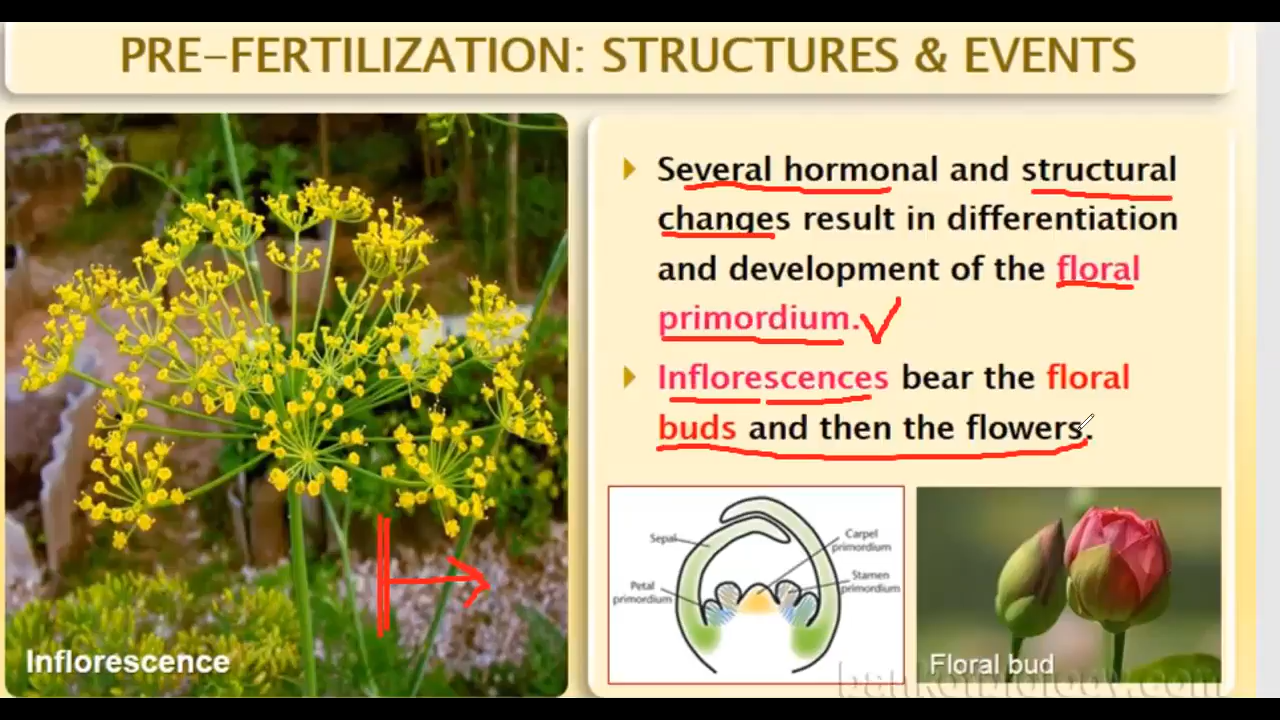 PRE-FERTILIZATION: STRUCTURES & EVENTS
Several hormonal and structural
changes result in differentiation
and development of the floral
primordium.
Inflorescences bear the floral
buds and then the flowers.
Inflorescence
Sepal
Carpel
primordium
Petal
primordium
Stamen
primordium
Floral bud